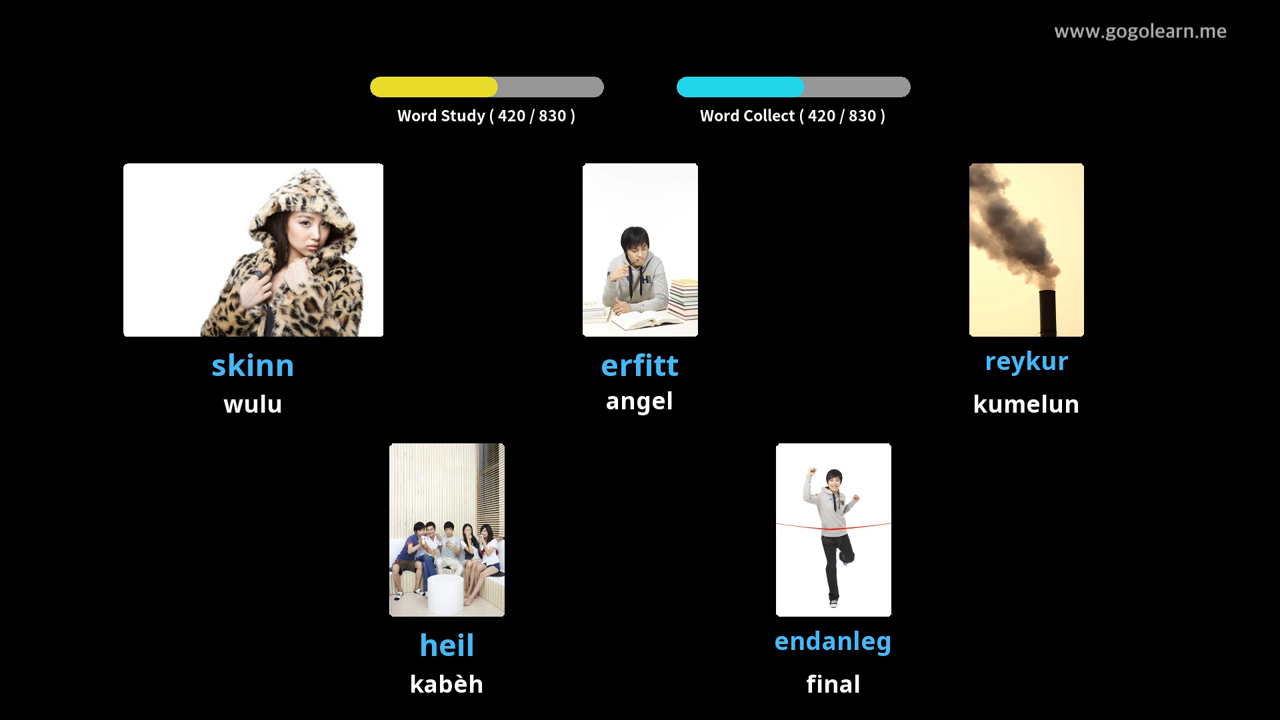 www.gogolearn.me
Word Study ( 420 / 830 )
Word Collect ( 420 / 830 )
skinn
wulu
erfitt
angel
reykur
kumelun
heil
kabèh
endanleg
final